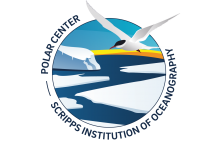 POLAR CENTER
SCRIPPS INSTITUTION OF OCEANOGRAPHY